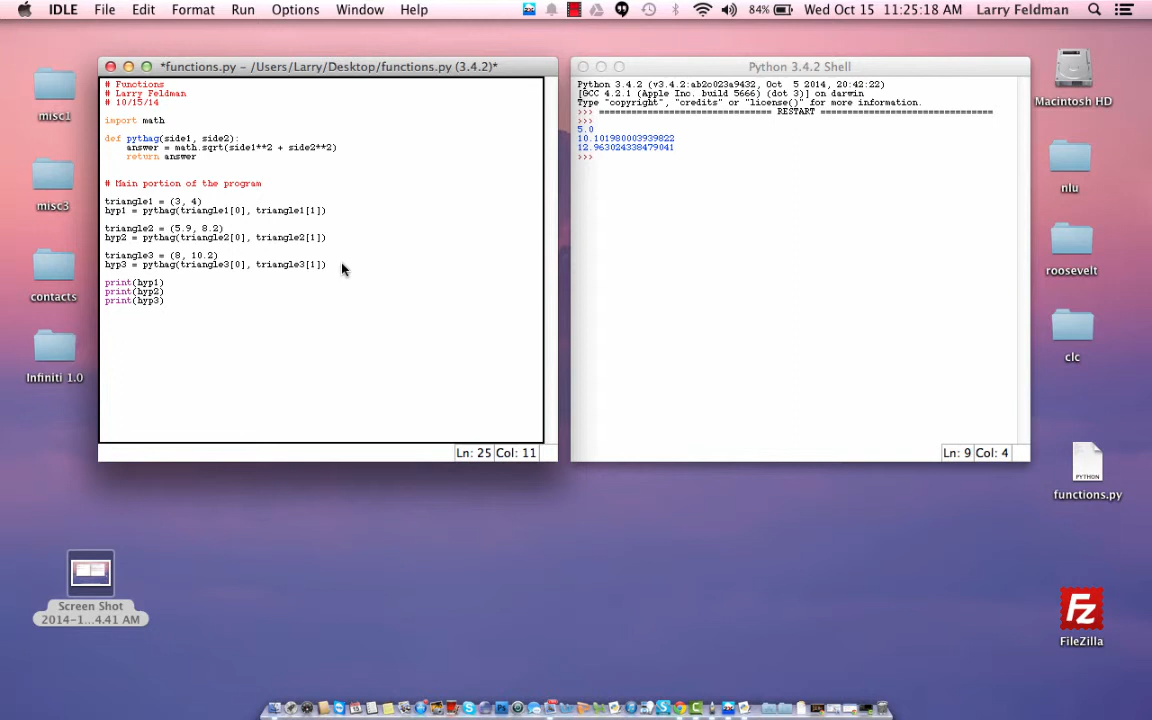 IDLE File Edit Format Run Options Window Help
84% Wed Oct 15 11:25:18 AM Larry Feldman
*functions.py - /Users/Larry/Desktop/functions.py (3.4.2)*
# Functions
# Larry Feldman
# 10/15/14
import math
def pythag(side1, side2):
answer = math.sqrt(side1**2 + side2**2)
return answer
# Main portion of the program
triangle1 = (3, 4)
hyp1 = pythag(triangle1[0], triangle1[1])
triangle2 = (5.9, 8.2)
hyp2 = pythag(triangle2[0], triangle2[1])
triangle3 = (8, 10.2)
hyp3 = pythag(triangle3[0], triangle3[1])
print(hyp1)
print(hyp2)
print(hyp3)
Ln: 25 Col: 11
Python 3.4.2 Shell
Python 3.4.2 (v3.4.2:ab2c023a9432, Oct  5 2014, 20:42:22)
[GCC 4.2.1 (Apple Inc. build 5666) (dot 3)] on darwin
Type "copyright", "credits" or "license()" for more information.
>>> ================================ RESTART ================================
>>>
5.0
10.101980003939822
12.963024338479041
>>>
Ln: 9 Col: 4
misc1
misc3
contacts
Infiniti 1.0
Screen Shot
2014-1...4.41 AM
Macintosh HD
nlu
roosevelt
clc
PYTHON
functions.py
Fz
FileZilla